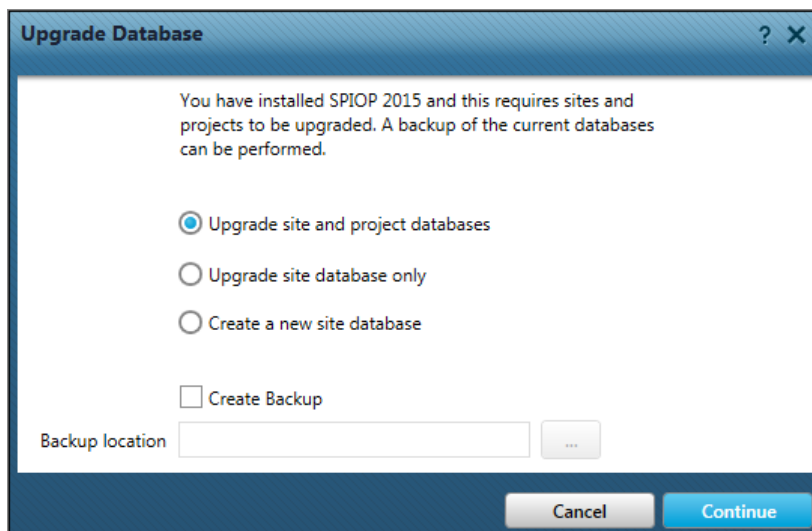 Upgrade Database ?
You have installed SPIOP 2015 and this requires sites and
projects to be upgraded. A backup of the current databases
can be performed.
Upgrade site and project databases
Upgrade site database only
Create a new site database
Create Backup
Backup location ...
Cancel Continue